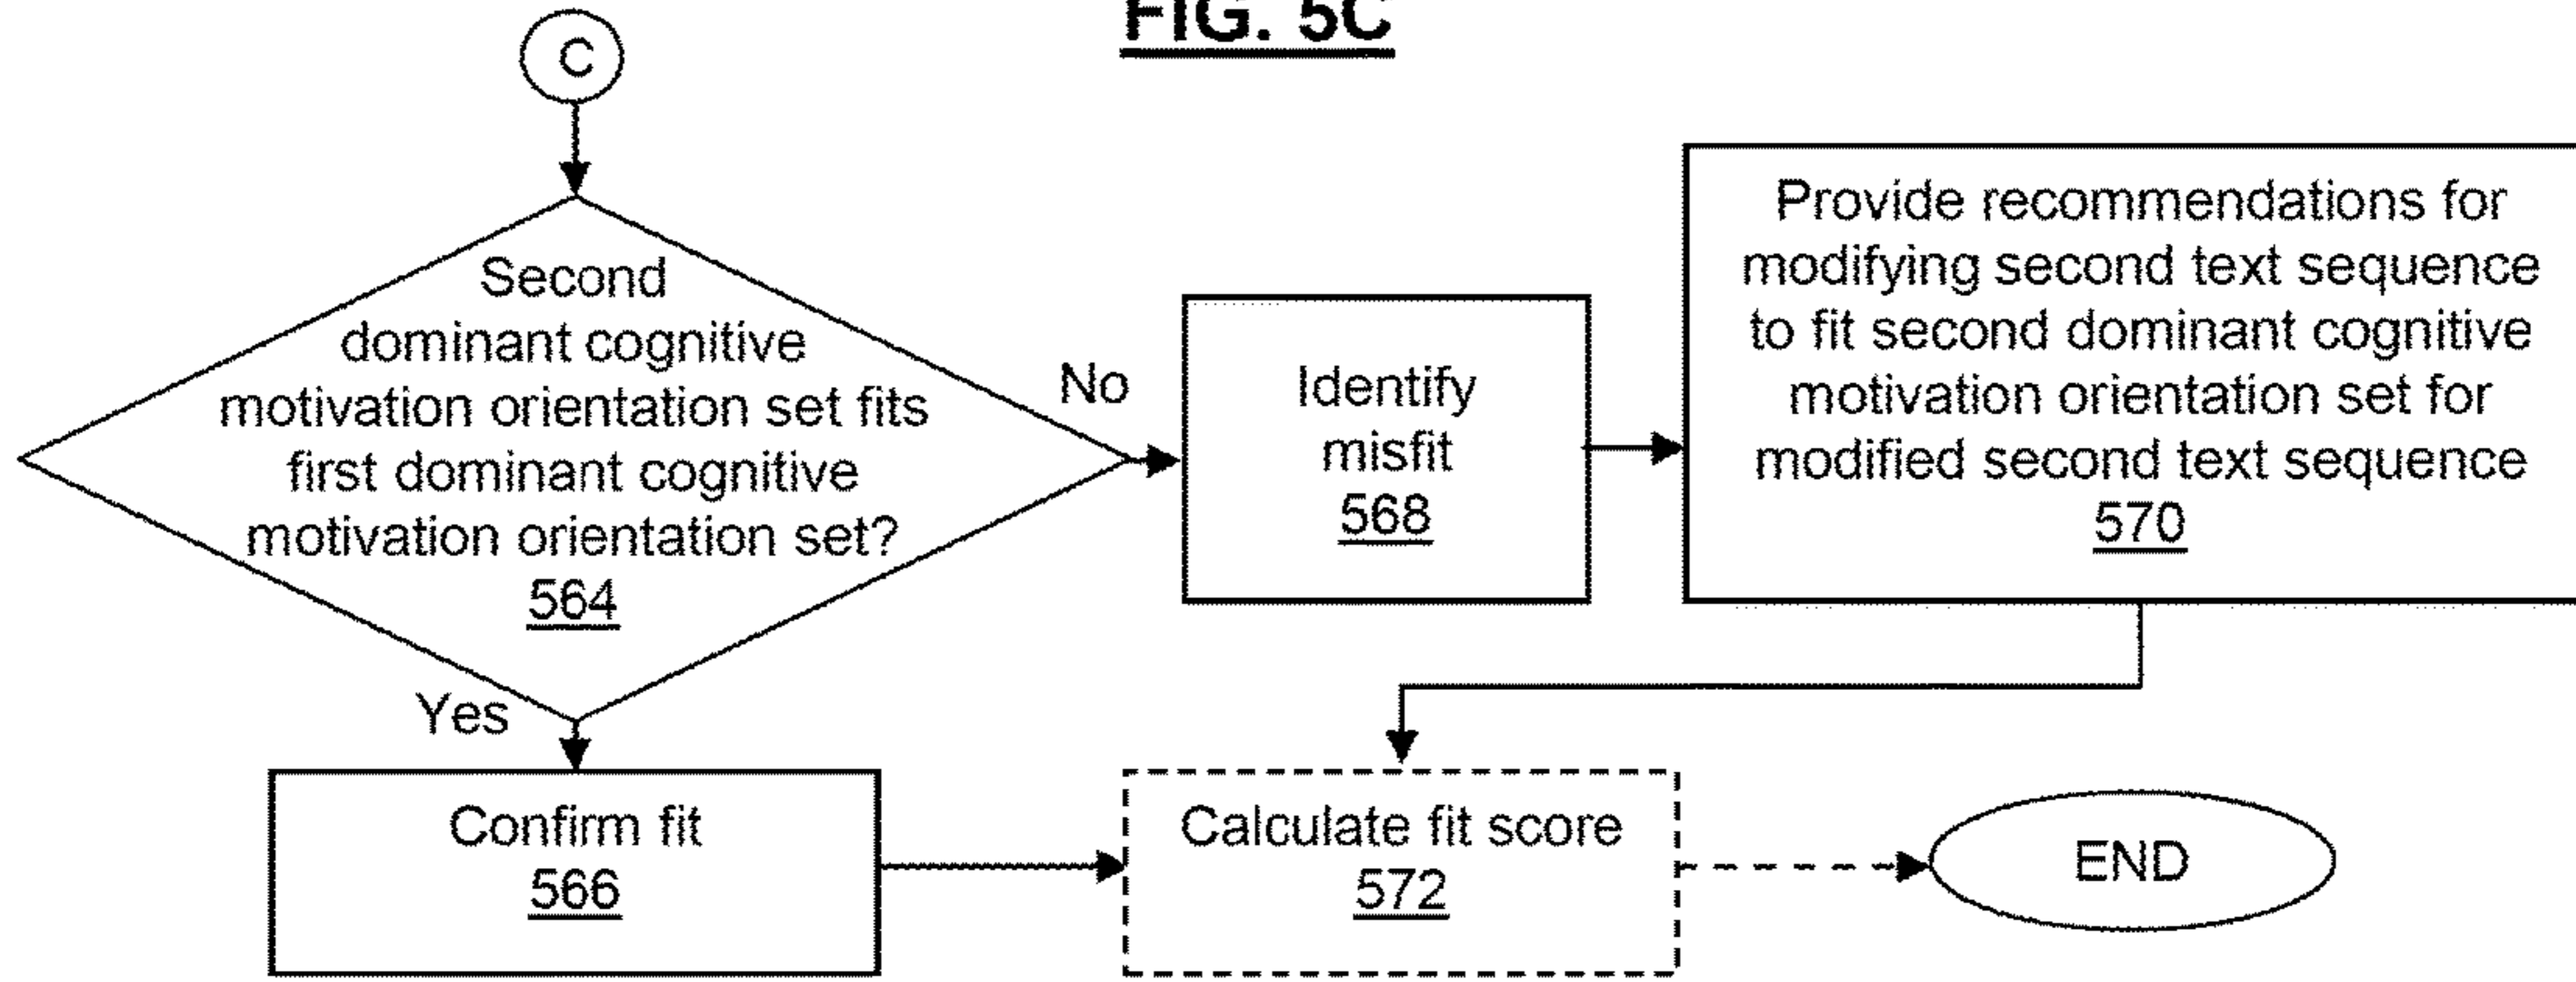 FIG. 5C
C
Second
dominant cognitive
motivation orientation set fits
first dominant cognitive
motivation orientation set?
564
No
Yes
Identify
misfit
568
Provide recommendations for
modifying second text sequence
to fit second dominant cognitive
motivation orientation set for
modified second text sequence
570
Confirm fit
566
Calculate fit score
572
END